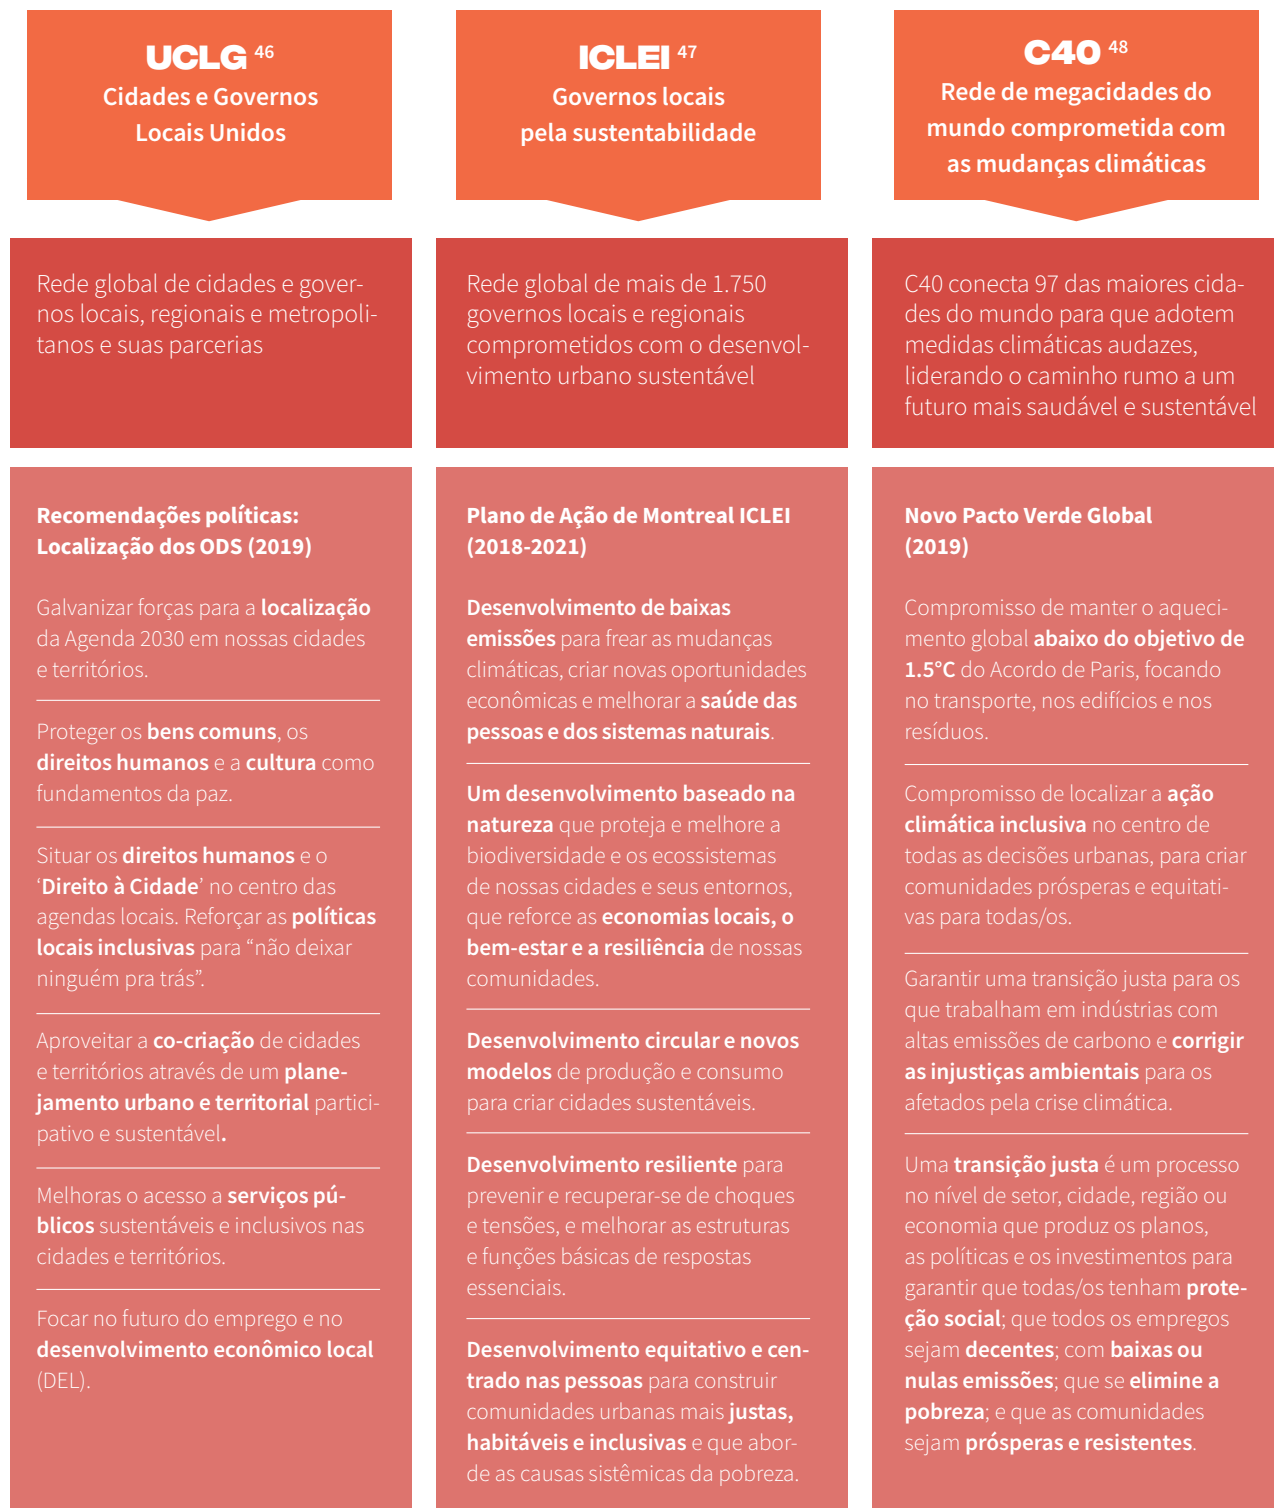 UCLG 46
Cidades e Governos
Locais Unidos
Rede global de cidades e gover-
nos locais, regionais e metropoli-
tanos e suas parcerias
Recomendações políticas:
Localização dos ODS (2019)
Galvanizar forças para a localização
da Agenda 2030 em nossas cidades
e territórios.
Proteger os bens comuns, os
direitos humanos e a cultura como
fundamentos da paz.
Situar os direitos humanos e o
‘Direito à Cidade’ no centro das
agendas locais. Reforçar as políticas
locais inclusivas para “não deixar
ninguém pra trás”.
Aproveitar a co-criação de cidades
e territórios através de um plane-
jamento urbano e territorial partici-
pativo e sustentável.
Melhoras o acesso a serviços pú-
blicos sustentáveis e inclusivos nas
cidades e territórios.
Focar no futuro do emprego e no
desenvolvimento econômico local
(DEL).
ICLEI 47
Governos locais
pela sustentabilidade
Rede global de mais de 1.750
governos locais e regionais
comprometidos com o desenvol-
vimento urbano sustentável
Plano de Ação de Montreal ICLEI
(2018-2021)
Desenvolvimento de baixas
emissões para frear as mudanças
climáticas, criar novas oportunidades
econômicas e melhorar a saúde das
pessoas e dos sistemas naturais.
Um desenvolvimento baseado na
natureza que proteja e melhore a
biodiversidade e os ecossistemas
de nossas cidades e seus entornos,
que reforce as economias locais, o
bem-estar e a resiliência de nossas
comunidades.
Desenvolvimento circular e novos
modelos de produção e consumo
para criar cidades sustentáveis.
Desenvolvimento resiliente para
prevenir e recuperar-se de choques
e tensões, e melhorar as estruturas
e funções básicas de respostas
essenciais.
Desenvolvimento equitativo e cen-
trado nas pessoas para construir
comunidades urbanas mais justas,
habitáveis e inclusivas e que abor-
de as causas sistêmicas da pobreza.
C40 48
Rede de megacidades do
mundo comprometida com
as mudanças climáticas
C40 conecta 97 das maiores cida-
des do mundo para que adotem
medidas climáticas audazes,
liderando o caminho rumo a um
futuro mais saudável e sustentável
Novo Pacto Verde Global
(2019)
Compromisso de manter o aqueci-
mento global abaixo do objetivo de
1.5°C do Acordo de Paris, focando
no transporte, nos edifícios e nos
resíduos.
Compromisso de localizar a ação
climática inclusiva no centro de
todas as decisões urbanas, para criar
comunidades prósperas e equitati-
vas para todas/os.
Garantir uma transição justa para os
que trabalham em indústrias com
altas emissões de carbono e corrigir
as injustiças ambientais para os
afetados pela crise climática.
Uma transição justa é um processo
no nível de setor, cidade, região ou
economia que produz os planos,
as políticas e os investimentos para
garantir que todas/os tenham prote-
ção social; que todos os empregos
sejam decentes; com baixas ou
nulas emissões; que se elimine a
pobreza; e que as comunidades
sejam prósperas e resistentes.